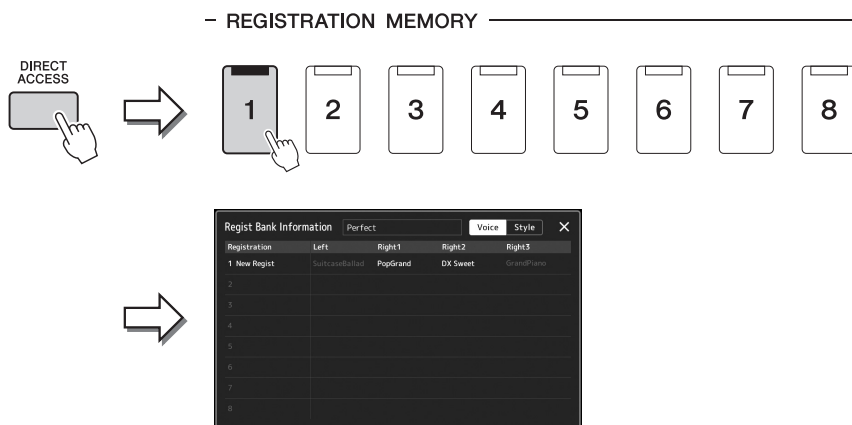 REGISTRATION MEMORY
DIRECT
ACCESS
1 2 3 4 5 6 7 8
Regist Bank Information Perfect Voice Style X
Registration Left Right1 Right2 Right3
1 New Regist SuitcaseBallad PopGrand DX Sweet GrandPiano
2
3
4
5
6
7
8